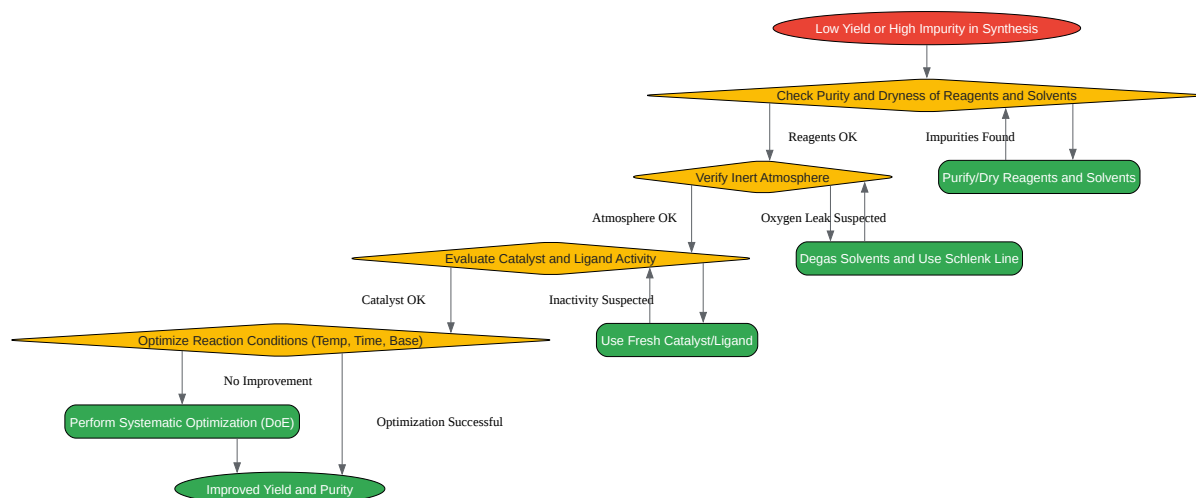 Low Yield or High Impurity in Synthesis
Check Purity and Dryness of Reagents and Solvents
Reagents OK
Impurities Found
Verify Inert Atmosphere
Purify/Dry Reagents and Solvents
Atmosphere OK
Oxygen Leak Suspected
Evaluate Catalyst and Ligand Activity
Degas Solvents and Use Schlenk Line
Catalyst OK
Inactivity Suspected
Optimize Reaction Conditions (Temp, Time, Base)
Use Fresh Catalyst/Ligand
No Improvement
Perform Systematic Optimization (DoE)
Optimization Successful
Improved Yield and Purity